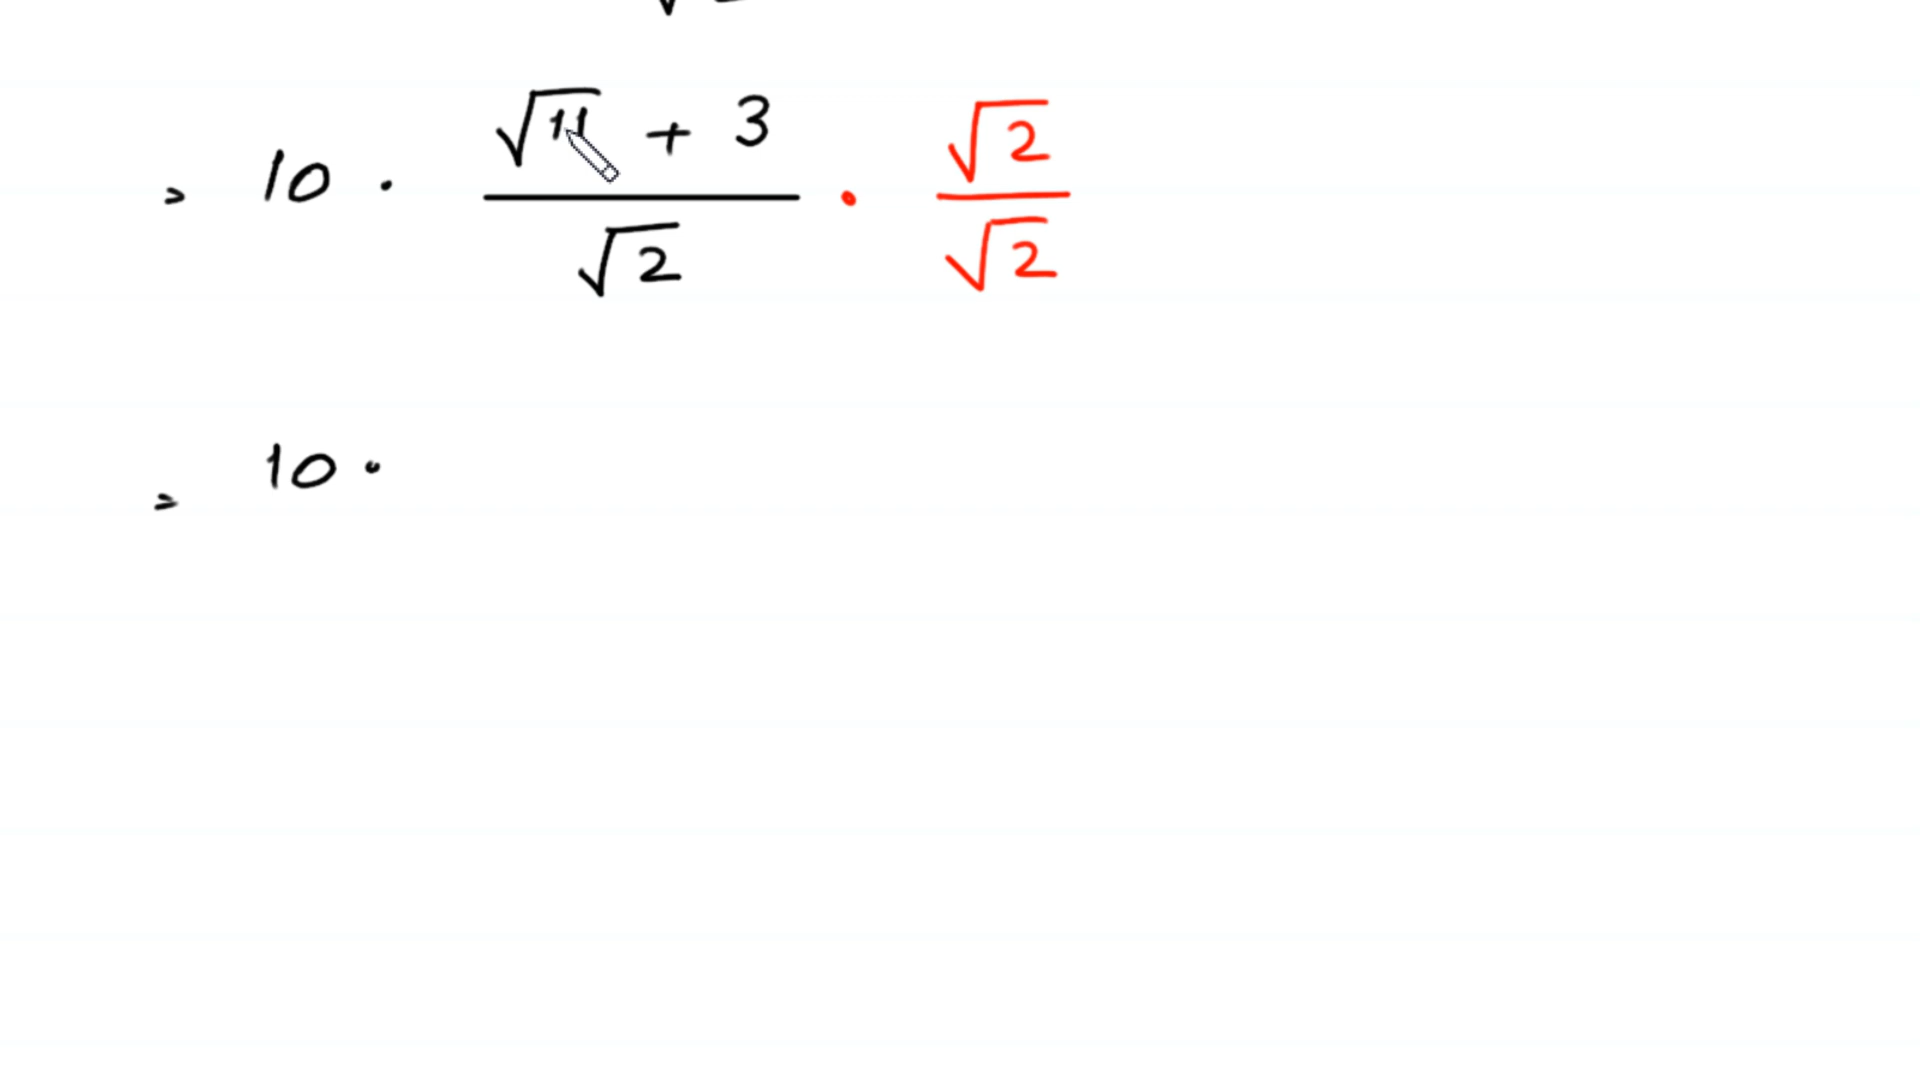 = 10 · (√11 + 3)/√2 · √2/√2
= 10 ·